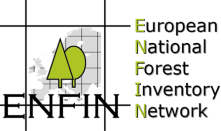 European
National
Forest
Inventory
Network
ENFIN